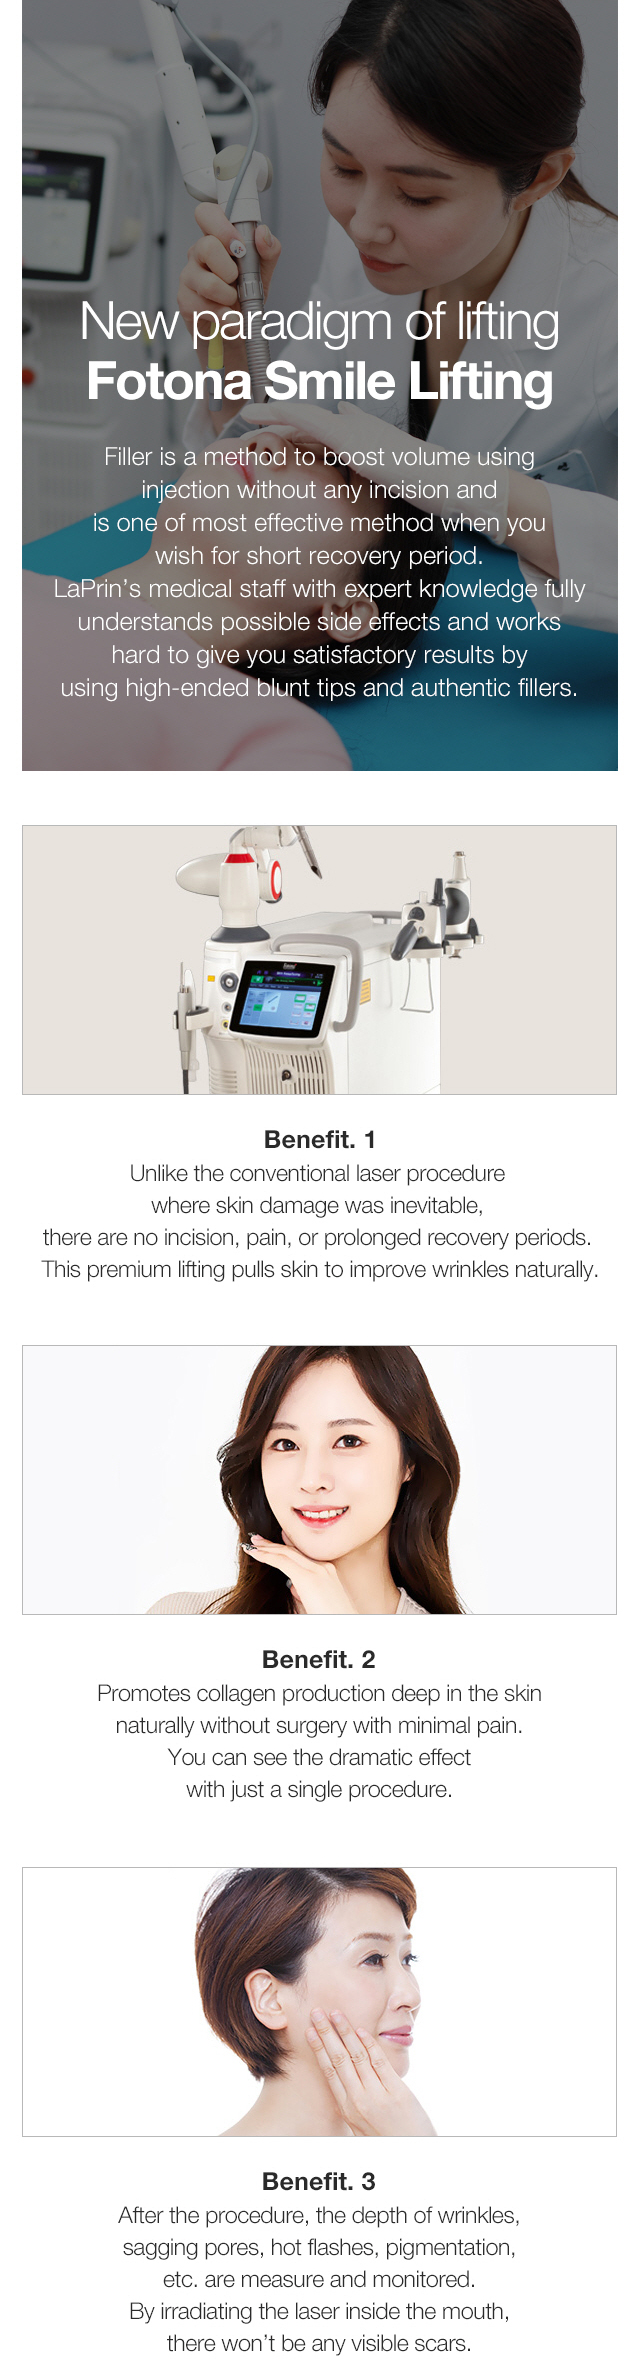 New paradigm of lifting
Fotona Smile Lifting
Filler is a method to boost volume using
injection without any incision and
is one of most effective method when you
wish for short recovery period.
LaPrin's medical staff with expert knowledge fully
understands possible side effects and works
hard to give you satisfactory results by
using high-ended blunt tips and authentic fillers.
Benefit. 1
Unlike the conventional laser procedure
where skin damage was inevitable,
there are no incision, pain, or prolonged recovery periods.
This premium lifting pulls skin to improve wrinkles naturally.
Benefit. 2
Promotes collagen production deep in the skin
naturally without surgery with minimal pain.
You can see the dramatic effect
with just a single procedure.
Benefit. 3
After the procedure, the depth of wrinkles,
sagging pores, hot flashes, pigmentation,
etc. are measure and monitored.
By irradiating the laser inside the mouth,
there won't be any visible scars.